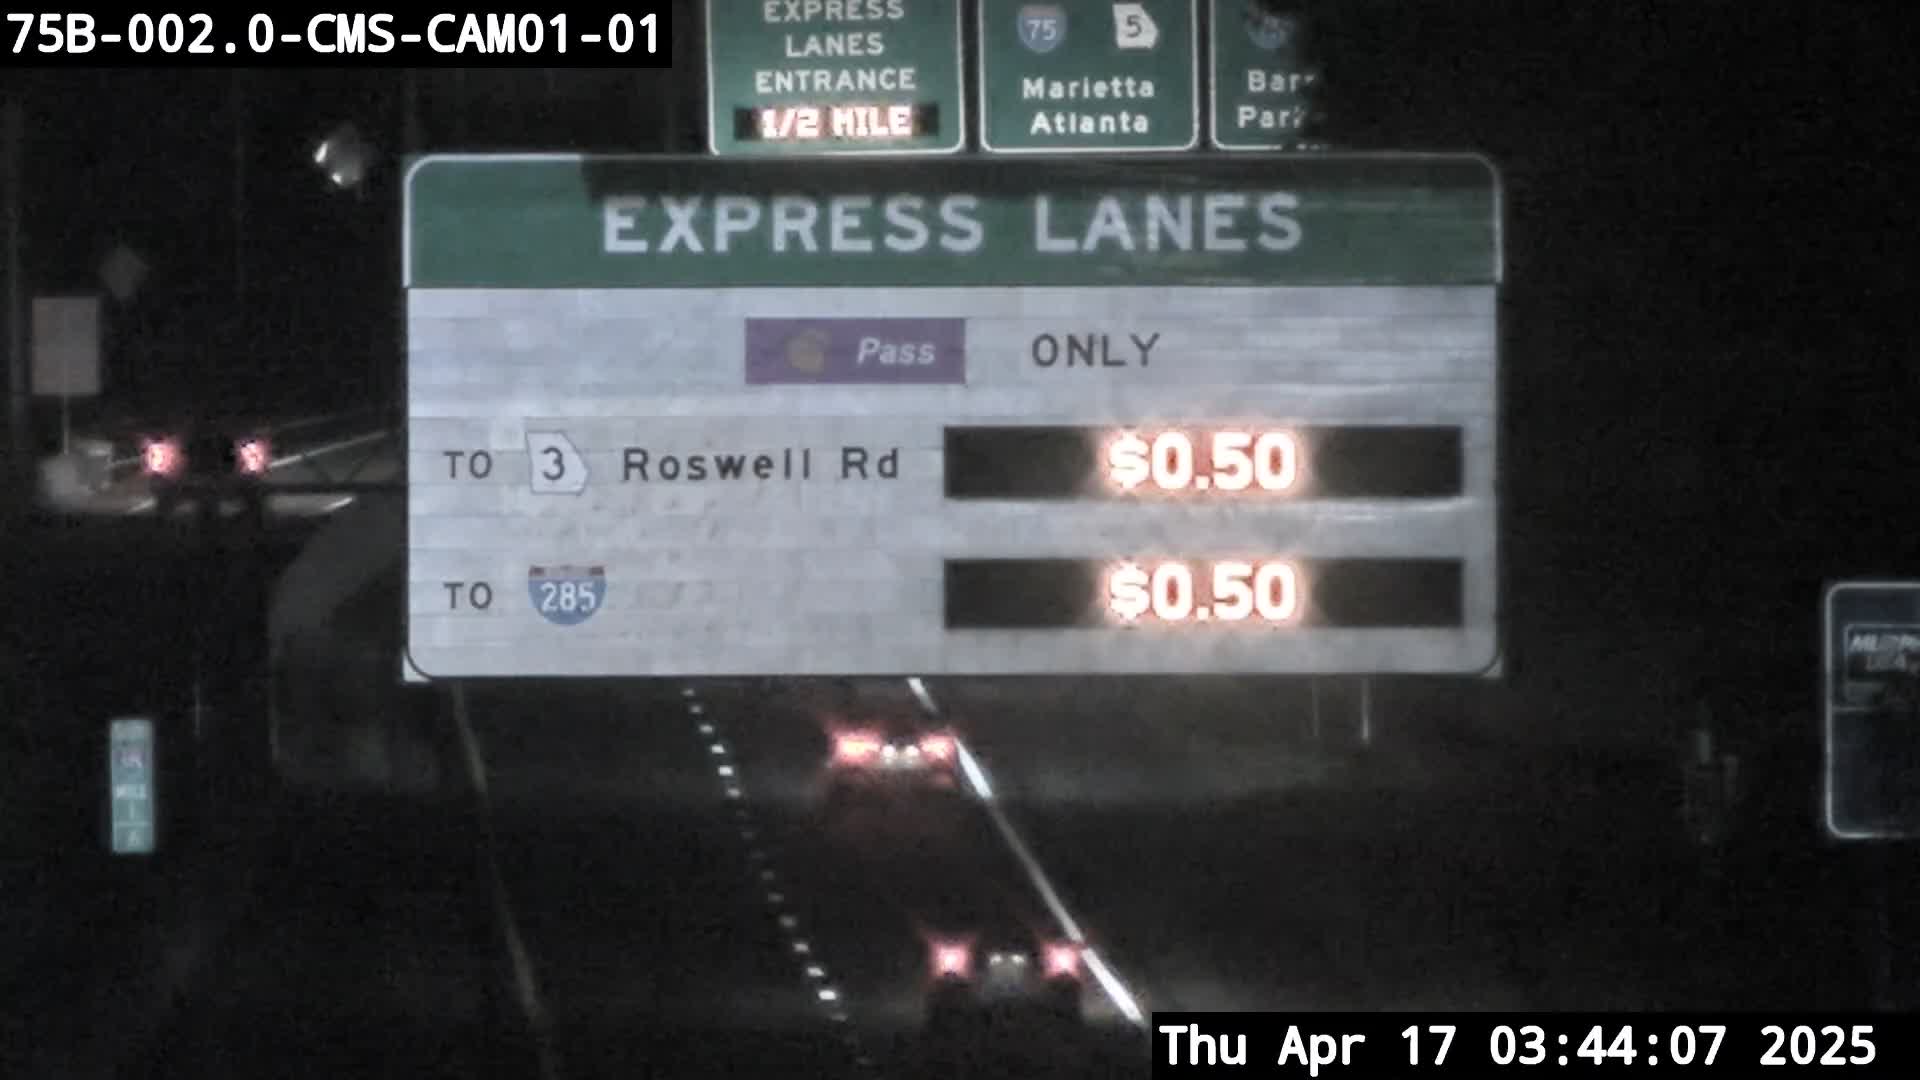 75B-002.0-CMS-CAM01-01
EXPRESS
LANES
ENTRANCE
1/2 MILE
75 5
Marietta
Atlanta
EXPRESS LANES
Pass ONLY
TO 3 Roswell Rd $0.50
TO 285 $0.50
MILE
Thu Apr 17 03:44:07 2025